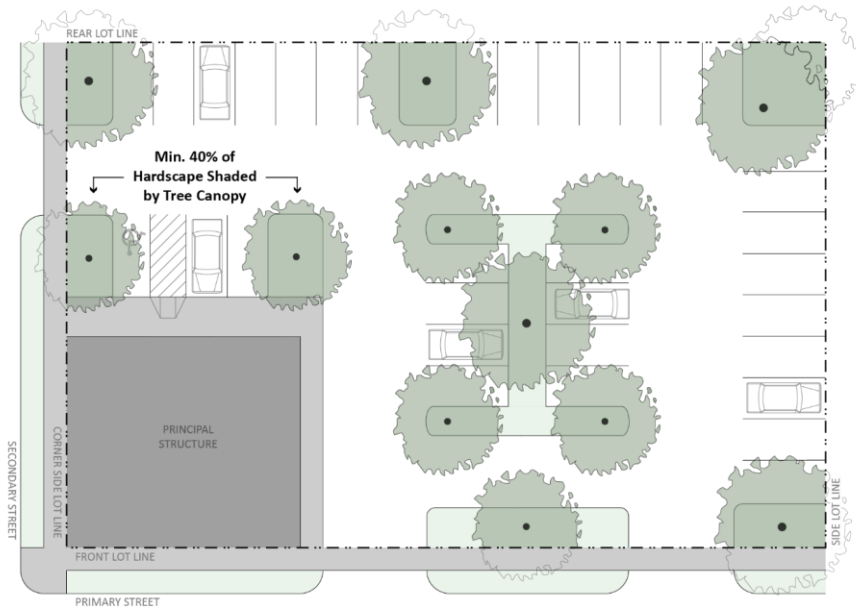 REAR LOT LINE
Min. 40% of
Hardscape Shaded
by Tree Canopy
PRINCIPAL
STRUCTURE
SECONDARY STREET
CORNER SIDE LOT LINE
SIDE LOT LINE
FRONT LOT LINE
PRIMARY STREET